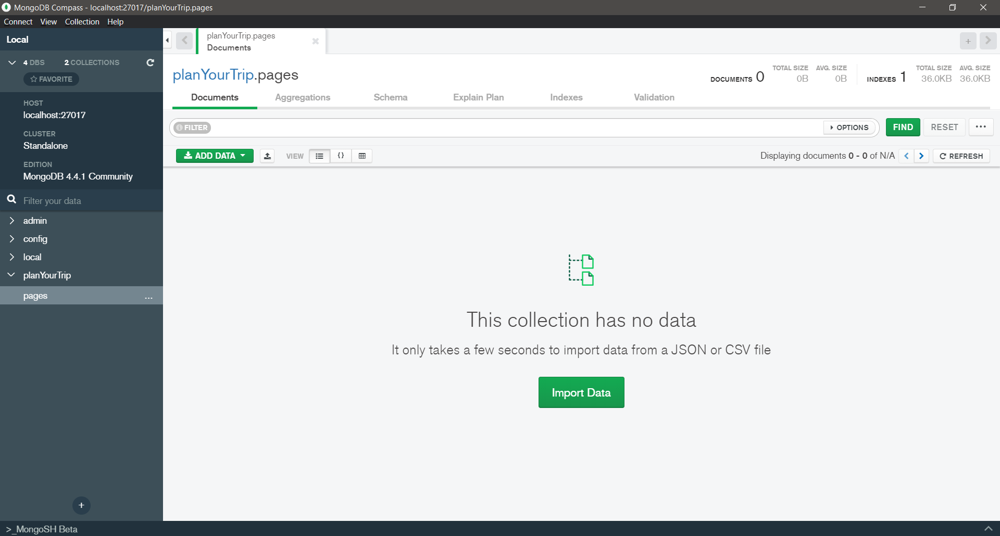 MongoDB Compass - localhost:27017/planYourTrip.pages
Connect View Collection Help
Local
4 DBS 2 COLLECTIONS
FAVORITE
HOST
localhost:27017
CLUSTER
Standalone
EDITION
MongoDB 4.4.1 Community
Filter your data
admin
config
local
planYourTrip
pages ...
+
planYourTrip.pages
Documents
+
planYourTrip.pages
DOCUMENTS 0 TOTAL SIZE 0B AVG. SIZE 0B INDEXES 1 TOTAL SIZE 36.0KB AVG. SIZE 36.0KB
Documents Aggregations Schema Explain Plan Indexes Validation
FILTER OPTIONS FIND RESET ...
ADD DATA VIEW {} Displaying documents 0 - 0 of N/A < > REFRESH
This collection has no data
It only takes a few seconds to import data from a JSON or CSV file
Import Data
>_MongoSH Beta